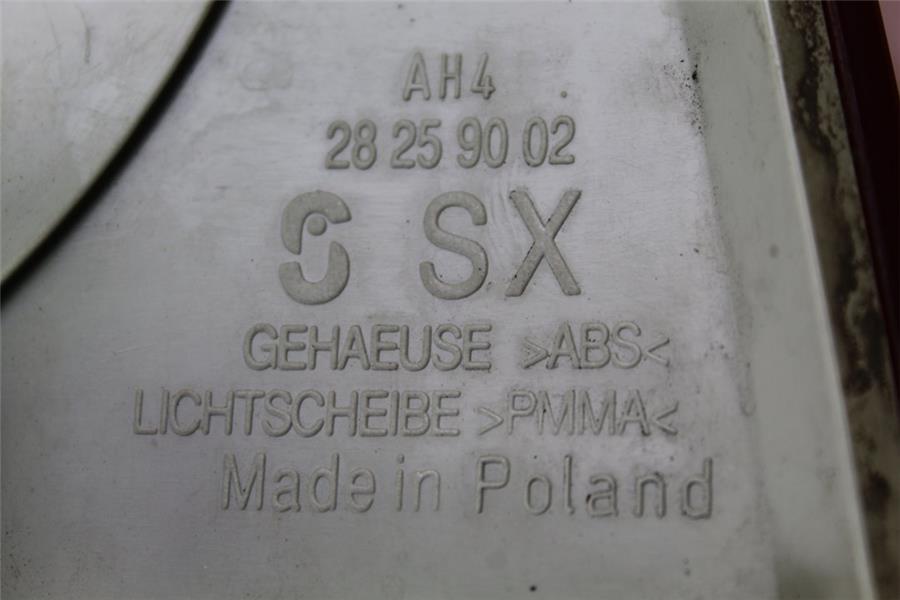 AH4
28 25 90 02
SX
GEHAEUSE >ABS<
LICHTSCHEIBE >PMMA<
Made in Poland